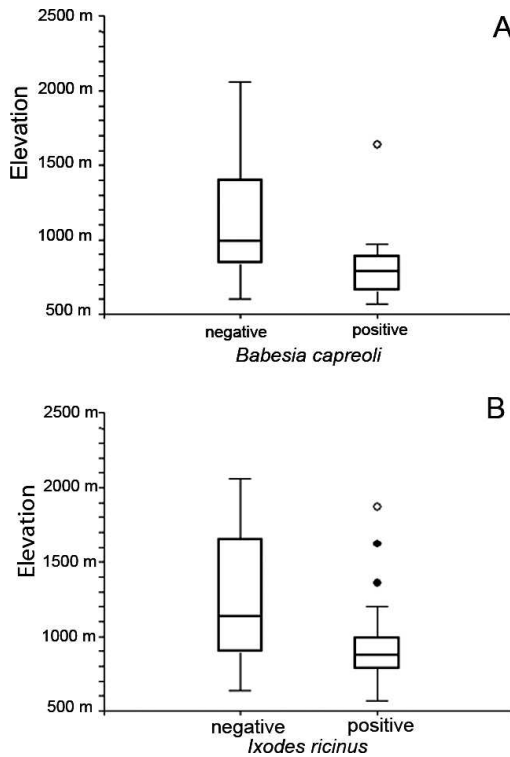 A
2500 m
2000 m
1500 m
1000 m
500 m
Elevation
negative positive
Babesia capreoli
B
2500 m
2000 m
1500 m
1000 m
500 m
Elevation
negative positive
Ixodes ricinus